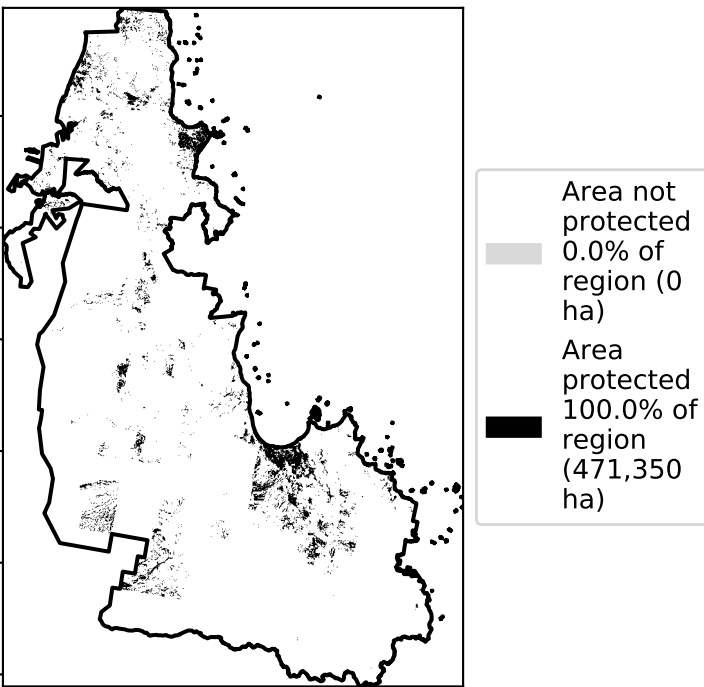 Area not
protected
0.0% of
region (0
ha)
Area
protected
100.0% of
region
(471,350
ha)